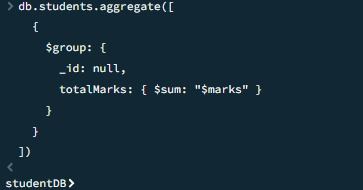 > db.students.aggregate([
{
$group: {
_id: null,
totalMarks: { $sum: "$marks" }
}
}
])
<
studentDB>